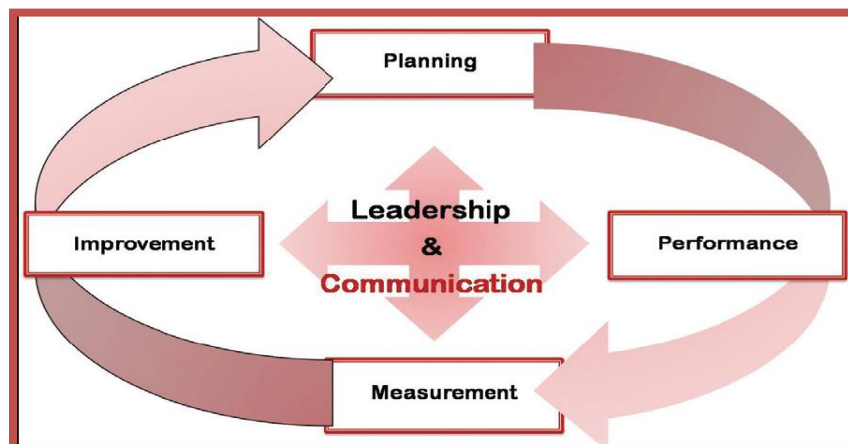 Planning
Leadership
&
Communication
Improvement
Performance
Measurement